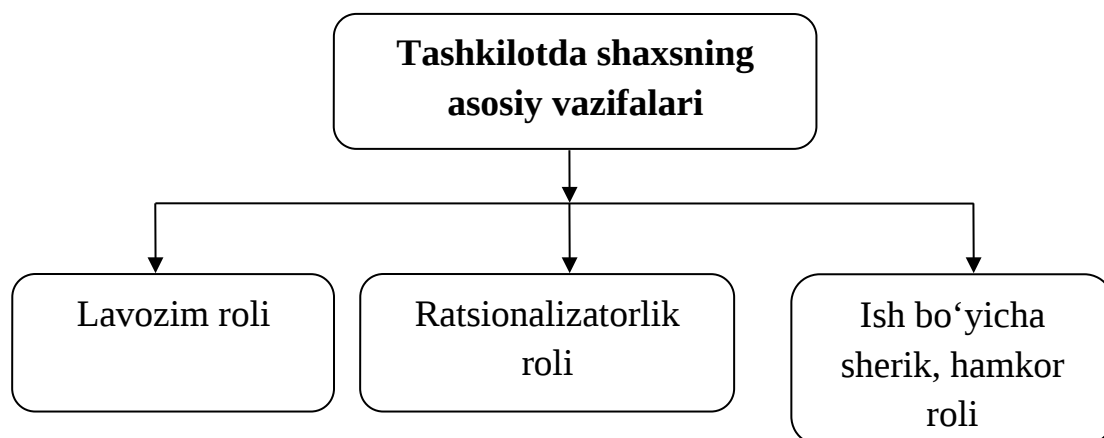 Tashkilotda shaxsning
asosiy vazifalari
Lavozim roli
Ratsionalizatorlik
roli
Ish bo‘yicha
sherik, hamkor
roli